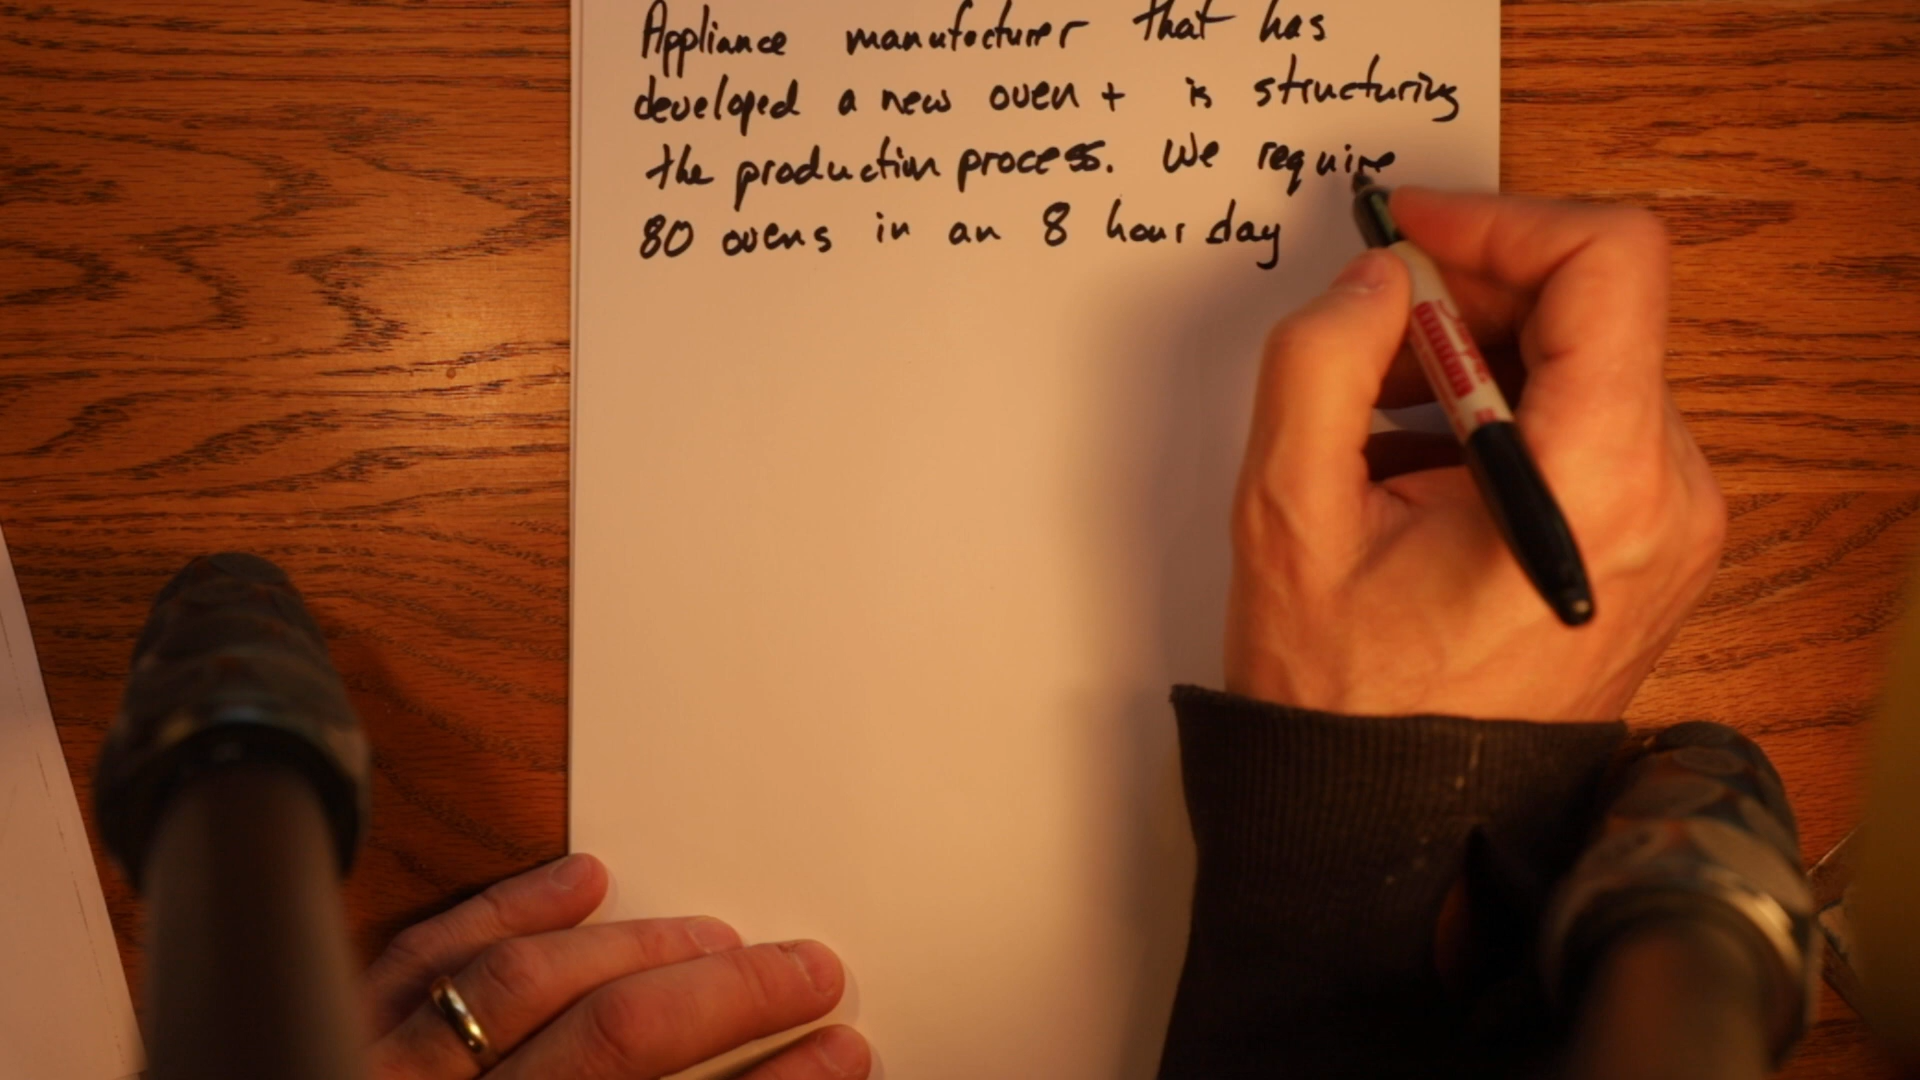 Appliance manufacturer that has
developed a new oven + is structuring
the production process. We require
80 ovens in an 8 hour day